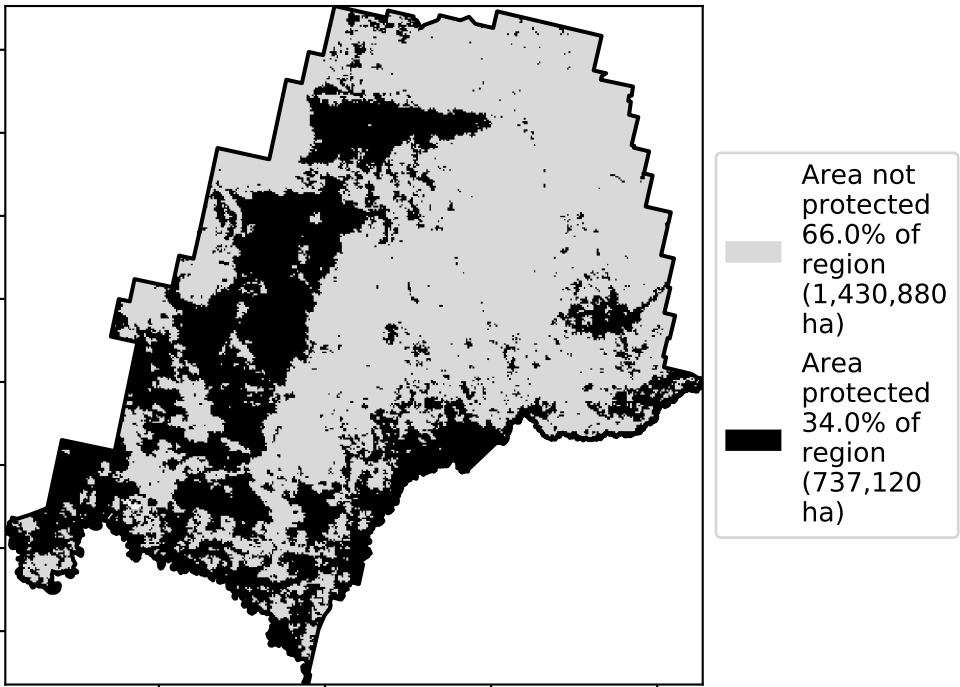 Area not
protected
66.0% of
region
(1,430,880
ha)
Area
protected
34.0% of
region
(737,120
ha)